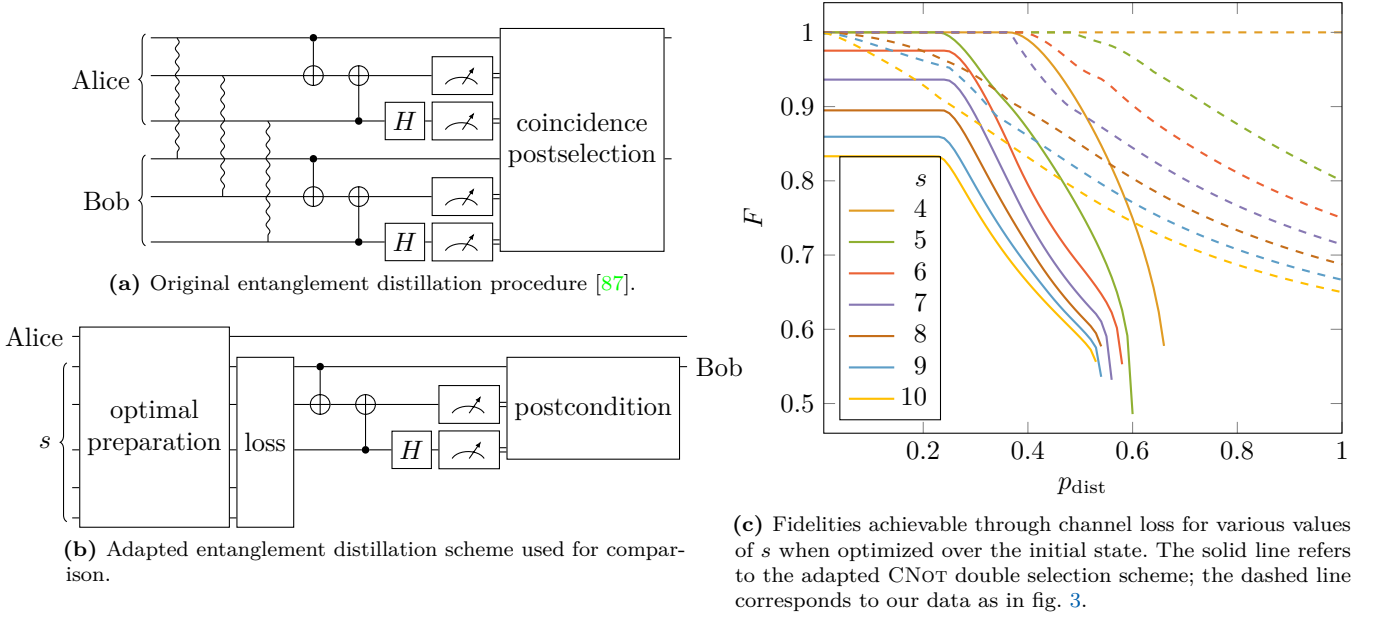 Alice
Bob
H
H
coincidence
postselection
(a) Original entanglement distillation procedure [87].
Alice
s
optimal
preparation
loss
H
postcondition
Bob
(b) Adapted entanglement distillation scheme used for compar-
ison.
1
0.9
0.8
0.7
0.6
0.5
F
s
4
5
6
7
8
9
10
0.2 0.4 0.6 0.8 1
p_dist
(c) Fidelities achievable through channel loss for various values
of s when optimized over the initial state. The solid line refers
to the adapted CNOT double selection scheme; the dashed line
corresponds to our data as in fig. 3.